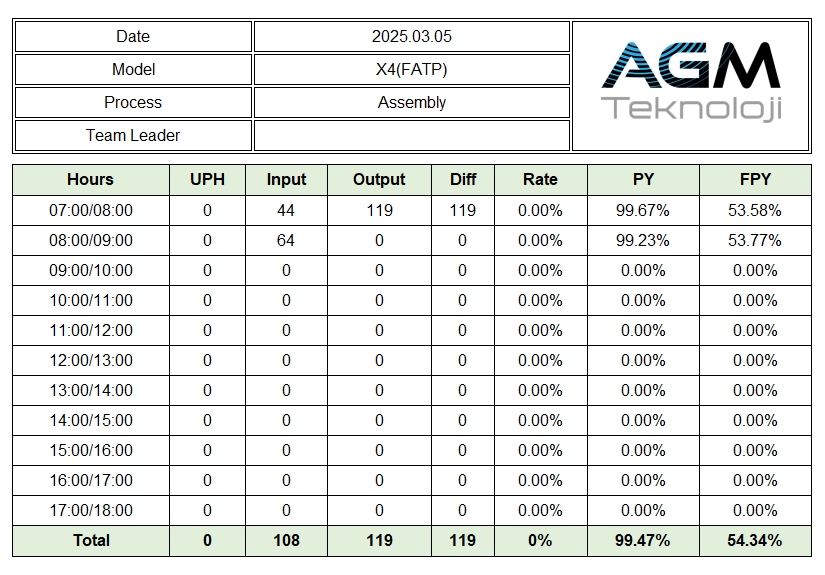 Date 2025.03.05
Model X4(FATP)
Process Assembly
Team Leader
AGM
Teknoloji
Hours UPH Input Output Diff Rate PY FPY
07:00/08:00 0 44 119 119 0.00% 99.67% 53.58%
08:00/09:00 0 64 0 0 0.00% 99.23% 53.77%
09:00/10:00 0 0 0 0 0.00% 0.00% 0.00%
10:00/11:00 0 0 0 0 0.00% 0.00% 0.00%
11:00/12:00 0 0 0 0 0.00% 0.00% 0.00%
12:00/13:00 0 0 0 0 0.00% 0.00% 0.00%
13:00/14:00 0 0 0 0 0.00% 0.00% 0.00%
14:00/15:00 0 0 0 0 0.00% 0.00% 0.00%
15:00/16:00 0 0 0 0 0.00% 0.00% 0.00%
16:00/17:00 0 0 0 0 0.00% 0.00% 0.00%
17:00/18:00 0 0 0 0 0.00% 0.00% 0.00%
Total 0 108 119 119 0% 99.47% 54.34%